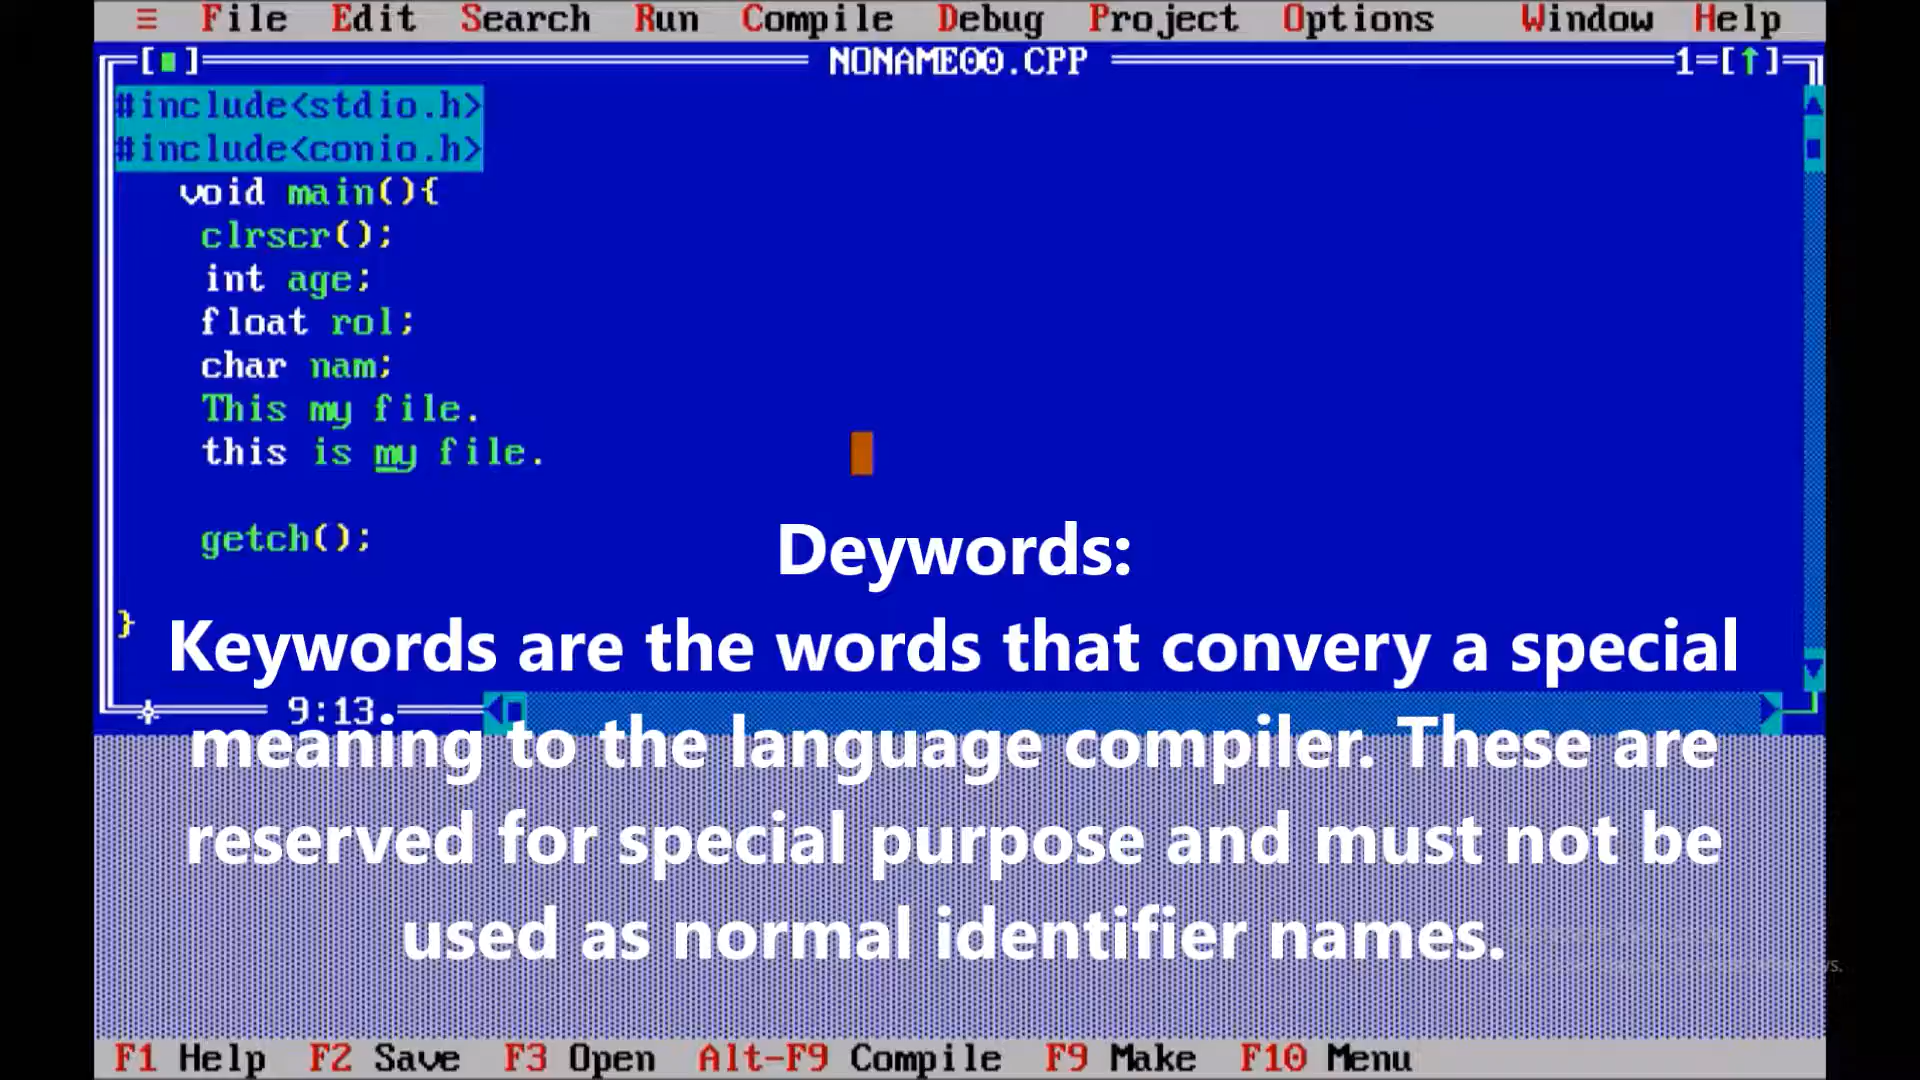 ≡ File Edit Search Run Compile Debug Project Options Window Help
[■] NONAME00.CPP 1=[↑]
#include<stdio.h>
#include<conio.h>
void main(){
clrscr();
int age;
float rol;
char nam;
This my file.
this is my file.
getch();
}
9:13
Deywords:
Keywords are the words that convery a special
meaning to the language compiler. These are
reserved for special purpose and must not be
used as normal identifier names.
F1 Help F2 Save F3 Open Alt-F9 Compile F9 Make F10 Menu